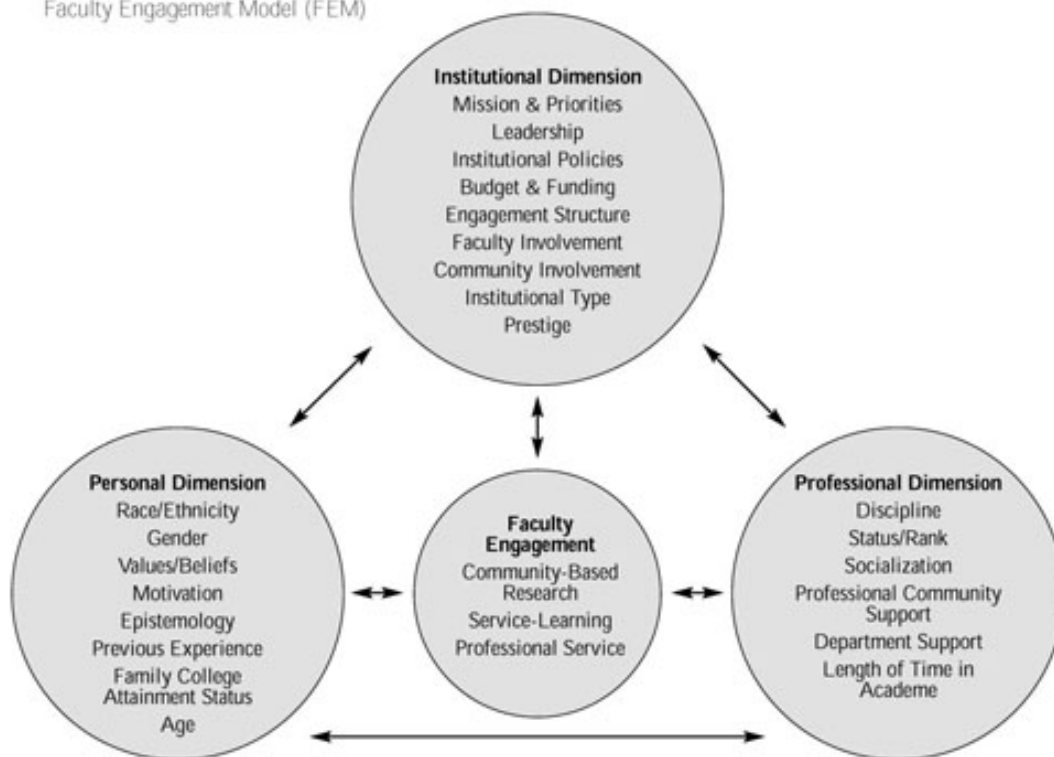 Faculty Engagement Model (FEM)
Institutional Dimension
Mission & Priorities
Leadership
Institutional Policies
Budget & Funding
Engagement Structure
Faculty Involvement
Community Involvement
Institutional Type
Prestige
Personal Dimension
Race/Ethnicity
Gender
Values/Beliefs
Motivation
Epistemology
Previous Experience
Family College
Attainment Status
Age
Faculty
Engagement
Community-Based
Research
Service-Learning
Professional Service
Professional Dimension
Discipline
Status/Rank
Socialization
Professional Community
Support
Department Support
Length of Time in
Academe